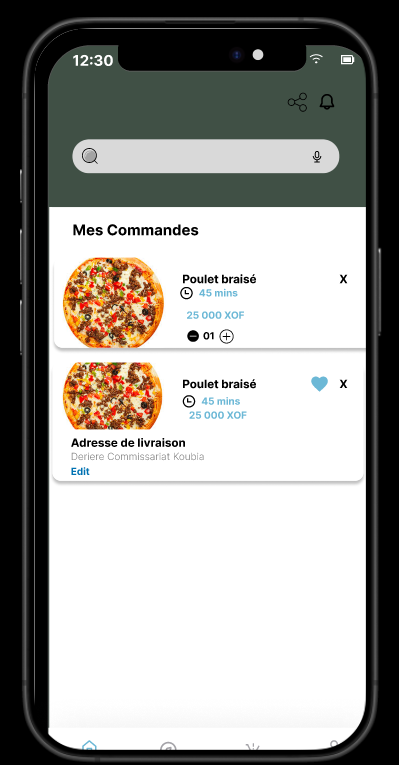 12:30
Mes Commandes
Poulet braisé
X
45 mins
25 000 XOF
01
Poulet braisé
X
45 mins
25 000 XOF
Adresse de livraison
Deriere Commissariat Koubia
Edit